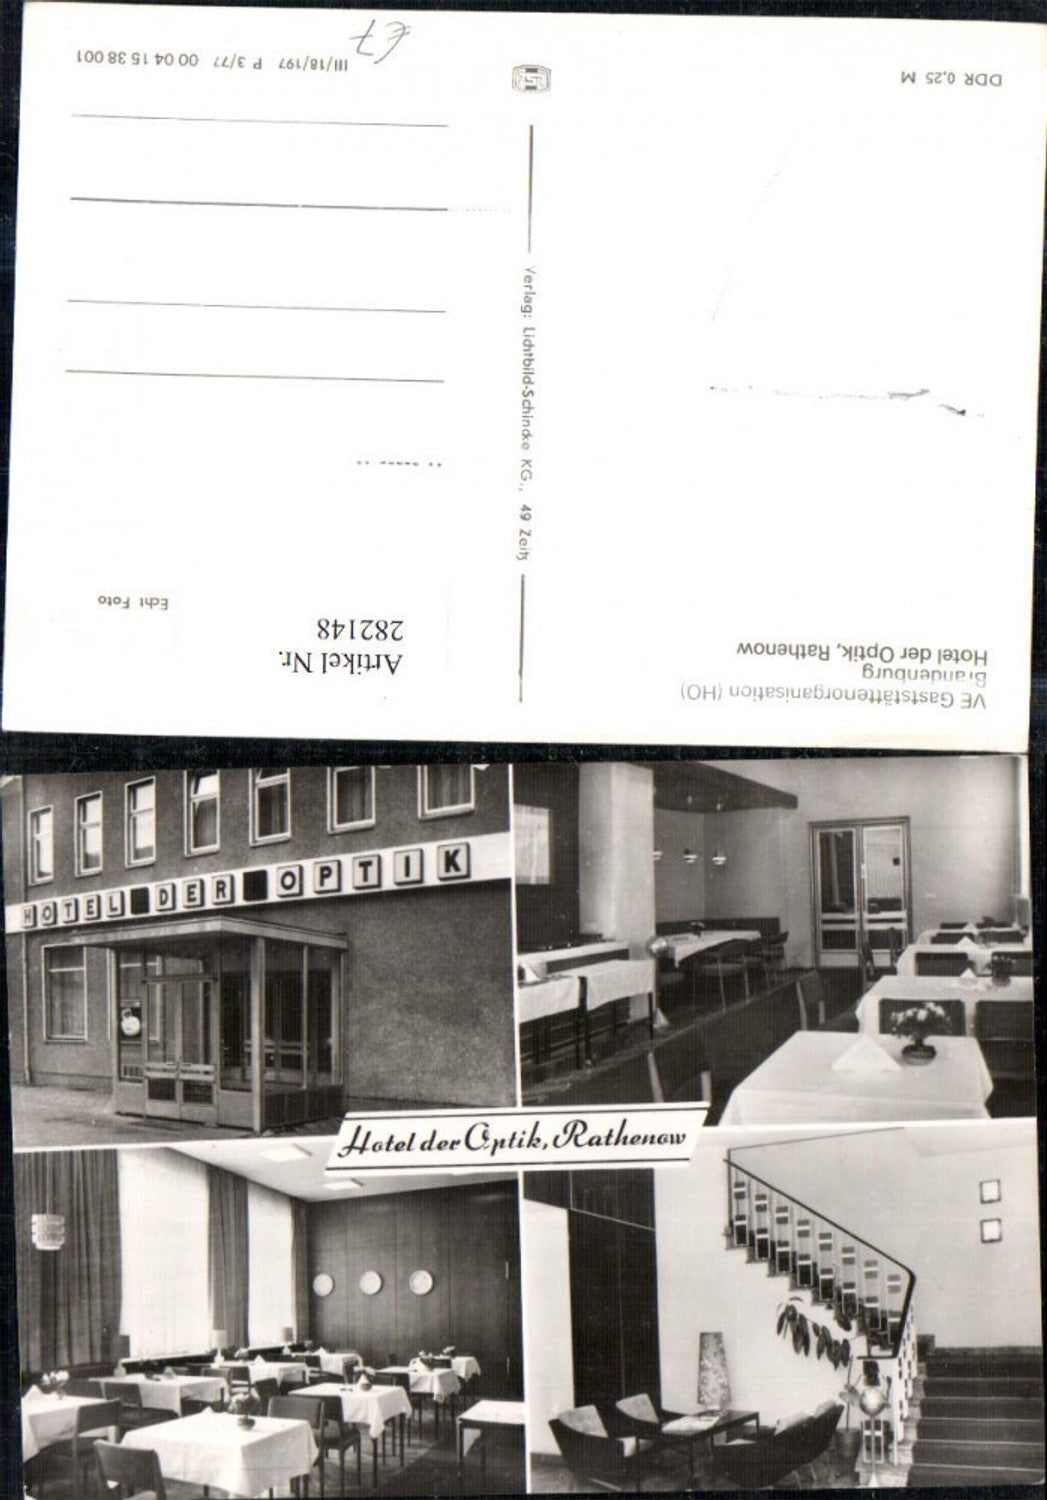 VE Gaststättenorganisation (HO)
Brandenburg
Hotel der Optik, Rathenow
Artikel Nr.
282148
Echt Foto
Verlag: Lichtbild-Schincke KG., 49 Zeitz
DDR 0,25 M
III/18/197 P 3/77 00 04 15 38 001
€ 7
HOTEL DER OPTIK
Hotel der Optik, Rathenow